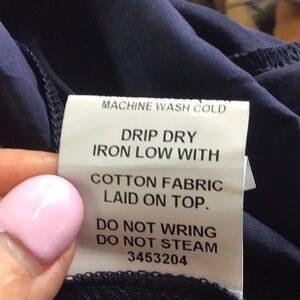 MACHINE WASH COLD
DRIP DRY
IRON LOW WITH
COTTON FABRIC
LAID ON TOP.
DO NOT WRING
DO NOT STEAM
3453204